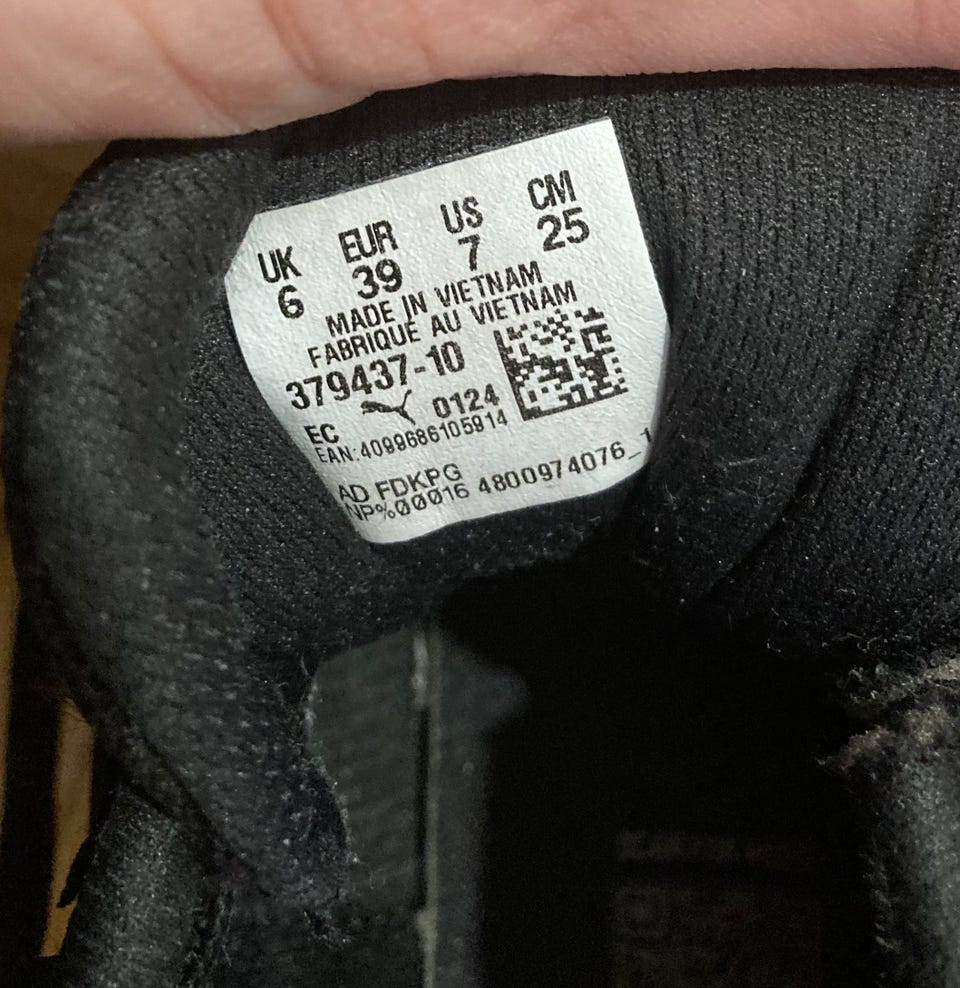 UK EUR US CM
6 39 7 25
MADE IN VIETNAM
FABRIQUE AU VIETNAM
379437-10
EC 0124
EAN:4099686105914
AD FDKPG
NP%00016 4800974076_1